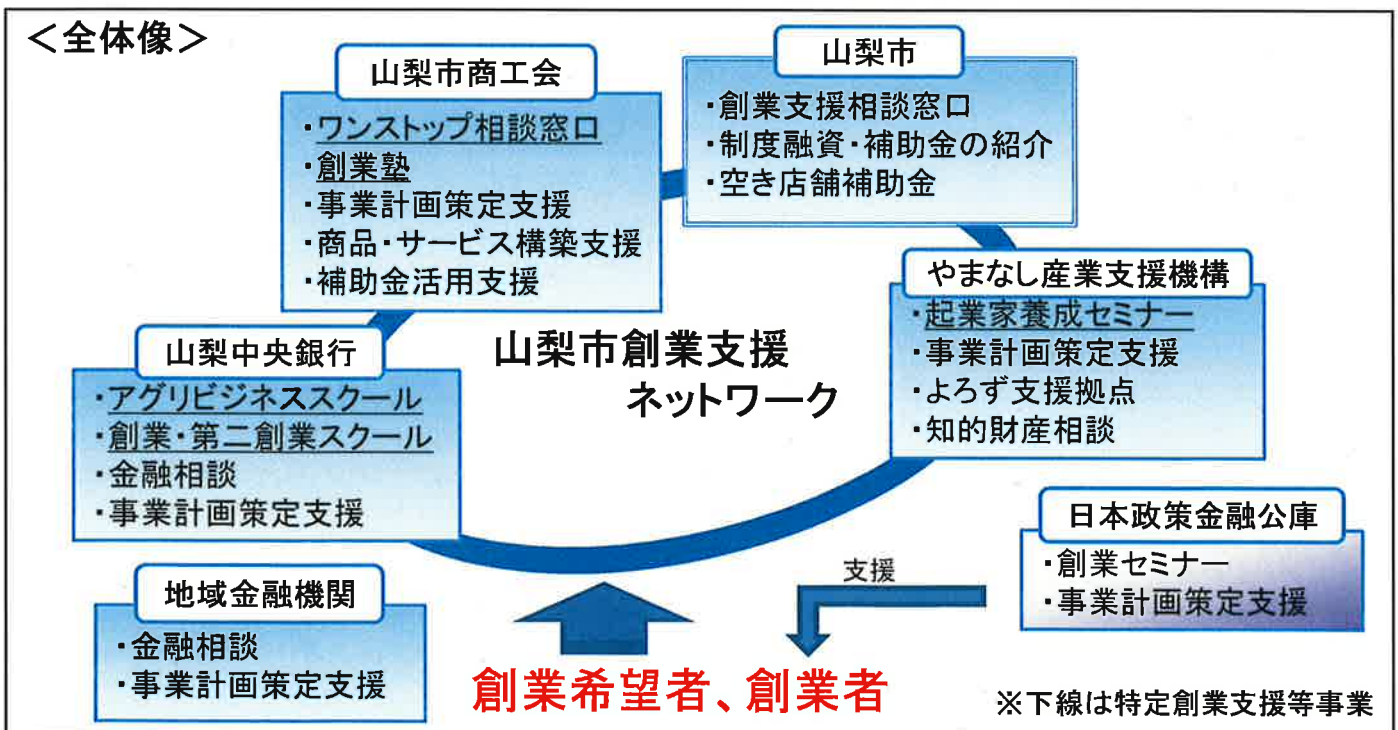 ＜全体像＞
山梨市商工会
・ワンストップ相談窓口
・創業塾
・事業計画策定支援
・商品・サービス構築支援
・補助金活用支援
山梨市
・創業支援相談窓口
・制度融資・補助金の紹介
・空き店舗補助金
やまなし産業支援機構
・起業家養成セミナー
・事業計画策定支援
・よろず支援拠点
・知的財産相談
山梨中央銀行
・アグリビジネススクール
・創業・第二創業スクール
・金融相談
・事業計画策定支援
山梨市創業支援
ネットワーク
日本政策金融公庫
・創業セミナー
・事業計画策定支援
支援
地域金融機関
・金融相談
・事業計画策定支援
創業希望者、創業者
※下線は特定創業支援等事業